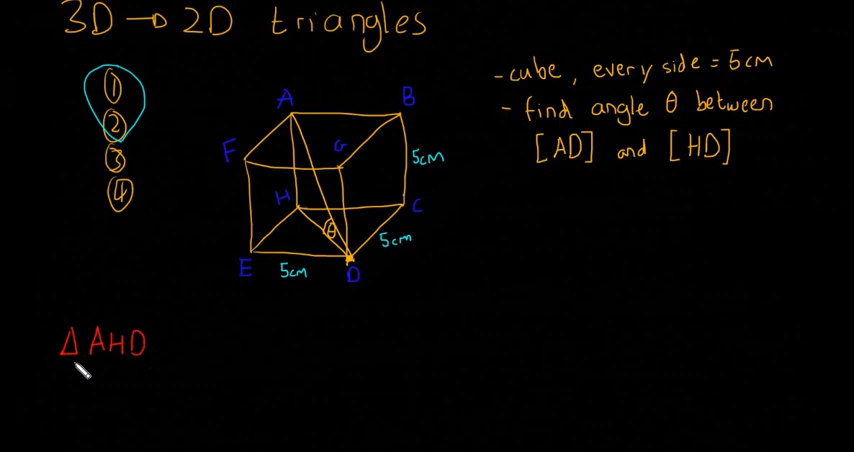 3D → 2D triangles
①
②
③
④
A
B
F
G
5cm
H
C
θ
5cm
E
5cm
D
- cube, every side = 5cm
- find angle θ between
[AD] and [HD]
Δ AHD